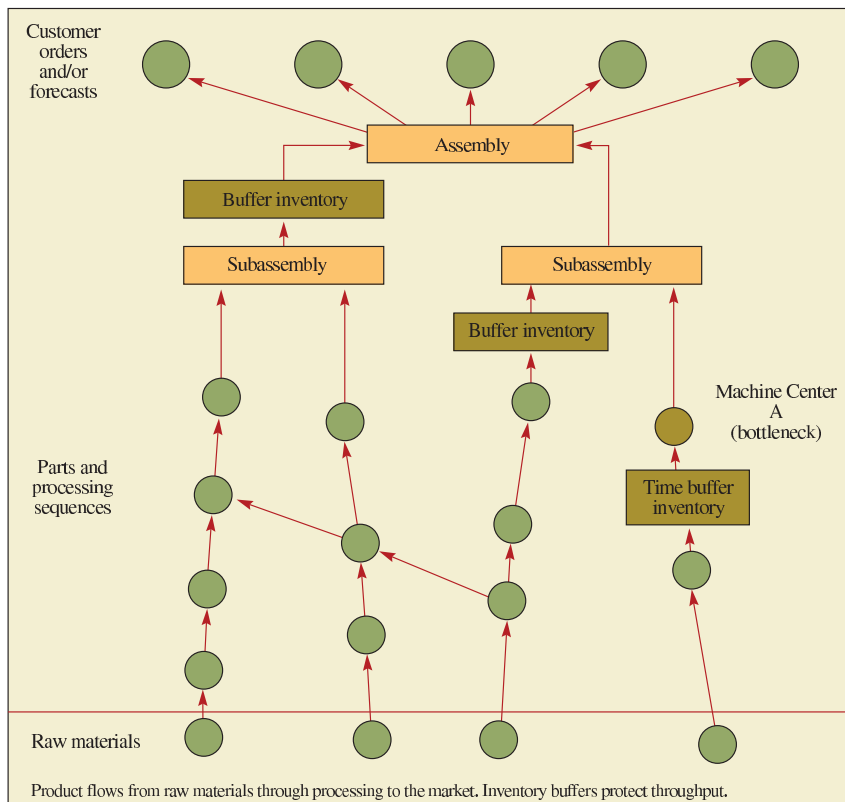 Customer
orders
and/or
forecasts
Assembly
Buffer inventory
Subassembly
Subassembly
Buffer inventory
Machine Center
A
(bottleneck)
Parts and
processing
sequences
Time buffer
inventory
Raw materials
Product flows from raw materials through processing to the market. Inventory buffers protect throughput.